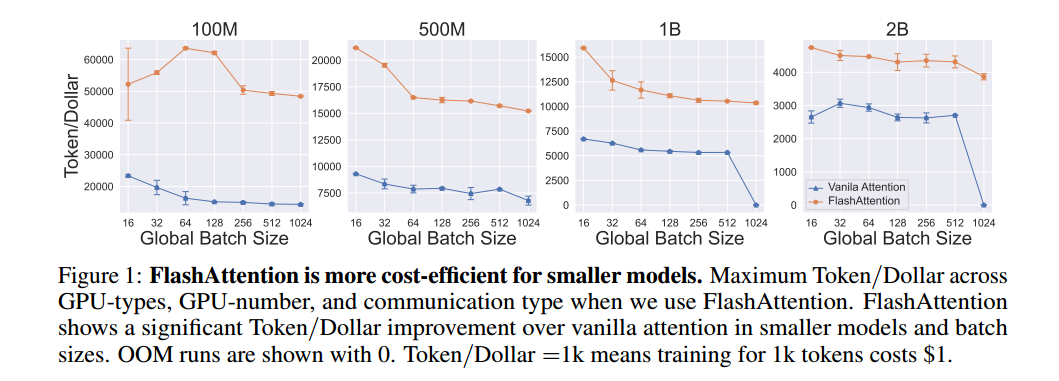 100M
500M
1B
2B
Token/Dollar
60000
50000
40000
30000
20000
16 32 64 128 256 512 1024
Global Batch Size
20000
17500
15000
12500
10000
7500
16 32 64 128 256 512 1024
Global Batch Size
15000
12500
10000
7500
5000
2500
0
16 32 64 128 256 512 1024
Global Batch Size
4000
3000
2000
1000
0
Vanila Attention
FlashAttention
16 32 64 128 256 512 1024
Global Batch Size
Figure 1: FlashAttention is more cost-efficient for smaller models. Maximum Token/Dollar across
GPU-types, GPU-number, and communication type when we use FlashAttention. FlashAttention
shows a significant Token/Dollar improvement over vanilla attention in smaller models and batch
sizes. OOM runs are shown with 0. Token/Dollar =1k means training for 1k tokens costs $1.